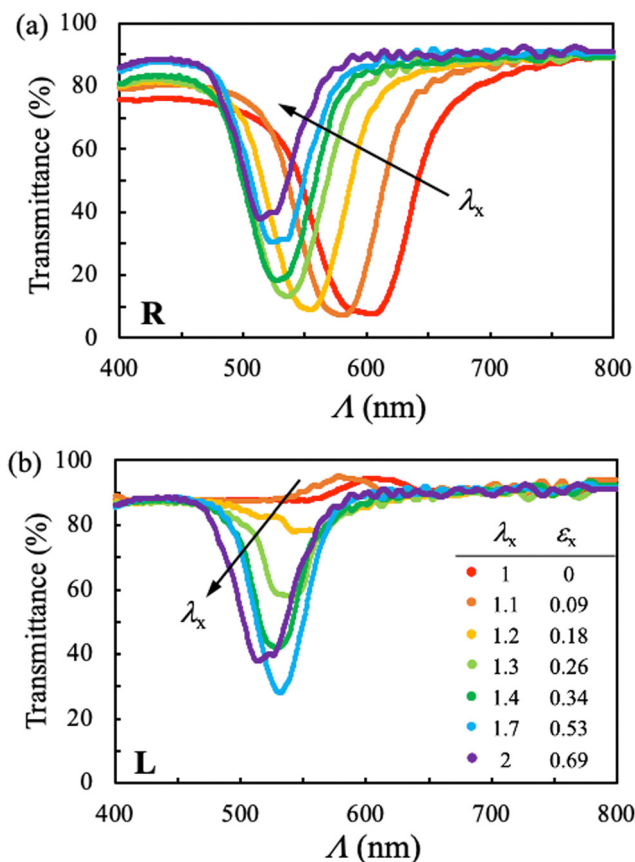 (a)
100
80
60
40
20
0
Transmittance (%)
λx
R
400 500 600 700 800
Λ (nm)
(b)
100
80
60
40
20
0
Transmittance (%)
λx
L
λx εx
1 0
1.1 0.09
1.2 0.18
1.3 0.26
1.4 0.34
1.7 0.53
2 0.69
400 500 600 700 800
Λ (nm)